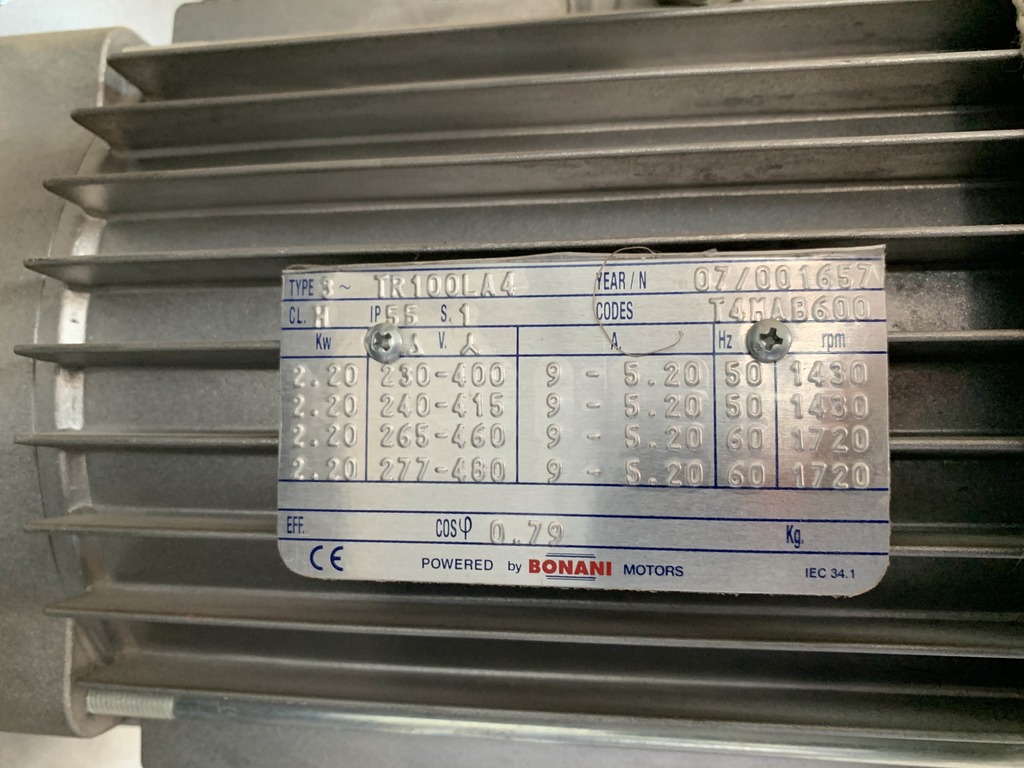 TYPE 3~ TR100LA4 YEAR/N 07/001657
CL. H IP55 S.1 CODES T4MAB600
Kw V. A. Hz rpm
2.20 230-400 9 - 5.20 50 1430
2.20 240-415 9 - 5.20 50 1430
2.20 265-460 9 - 5.20 60 1720
2.20 277-480 9 - 5.20 60 1720
EFF. COSφ 0.79 Kg.
CE POWERED by BONANI MOTORS IEC 34.1